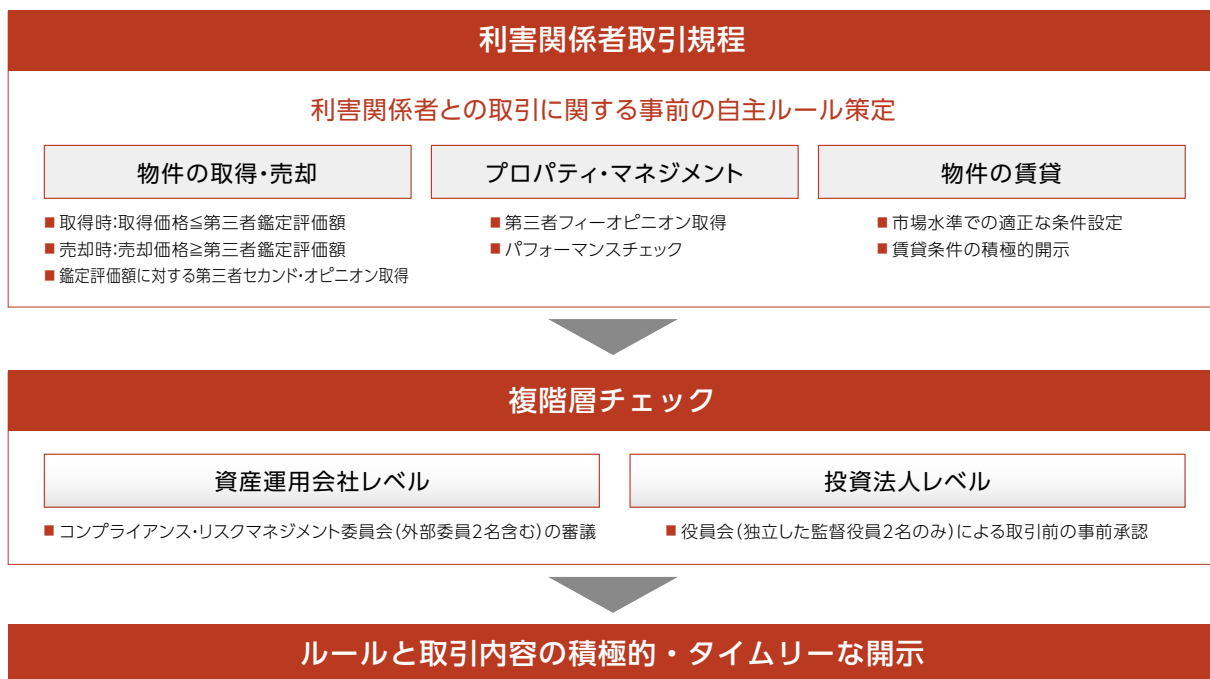 利害関係者取引規程
利害関係者との取引に関する事前の自主ルール策定
物件の取得・売却
■取得時:取得価格≦第三者鑑定評価額
■売却時:売却価格≧第三者鑑定評価額
■鑑定評価額に対する第三者セカンド・オピニオン取得
プロパティ・マネジメント
■第三者フィーオピニオン取得
■パフォーマンスチェック
物件の賃貸
■市場水準での適正な条件設定
■賃貸条件の積極的開示
複階層チェック
資産運用会社レベル
■コンプライアンス・リスクマネジメント委員会(外部委員2名含む)の審議
投資法人レベル
■役員会(独立した監督役員2名のみ)による取引前の事前承認
ルールと取引内容の積極的・タイムリーな開示